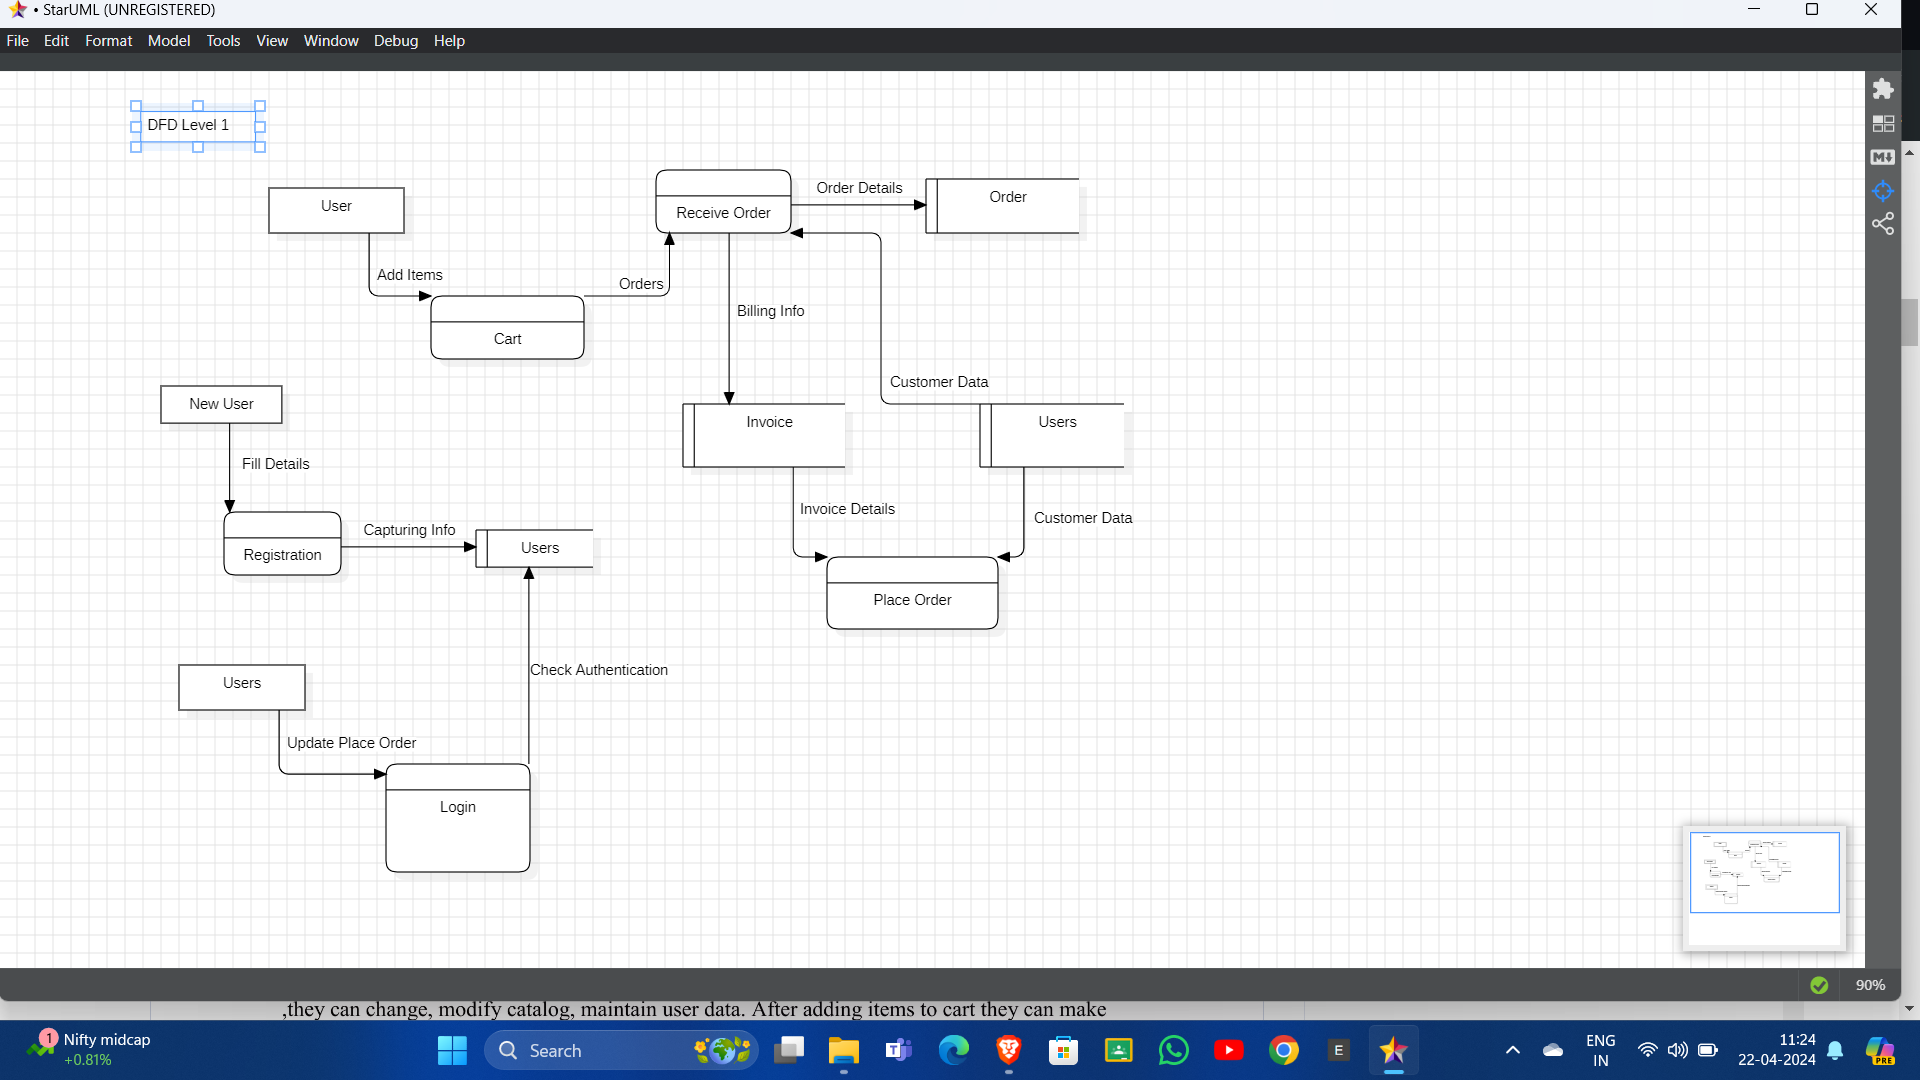 • StarUML (UNREGISTERED)
File Edit Format Model Tools View Window Debug Help
DFD Level 1
User
Receive Order
Order Details
Order
Add Items
Orders
Cart
Billing Info
New User
Customer Data
Invoice
Users
Fill Details
Invoice Details
Customer Data
Registration
Capturing Info
Users
Place Order
Users
Check Authentication
Update Place Order
Login
M
90%
,they can change, modify catalog, maintain user data. After adding items to cart they can make
1
Nifty midcap
+0.81%
Search
E
ENG
IN
11:24
22-04-2024
PRE